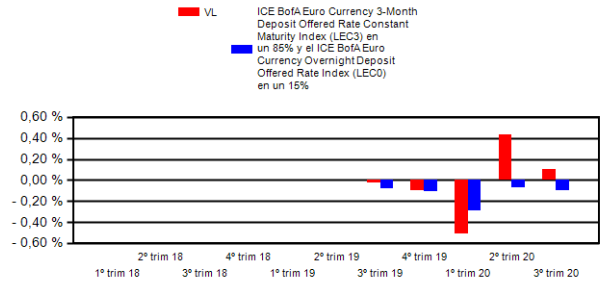 VL
ICE BofA Euro Currency 3-Month
Deposit Offered Rate Constant
Maturity Index (LEC3) en
un 85% y el ICE BofA Euro
Currency Overnight Deposit
Offered Rate Index (LEC0)
en un 15%
0,60 %
0,40 %
0,20 %
0,00 %
- 0,20 %
- 0,40 %
- 0,60 %
2º trim 18
4º trim 18
2º trim 19
4º trim 19
2º trim 20
1º trim 18
3º trim 18
1º trim 19
3º trim 19
1º trim 20
3º trim 20